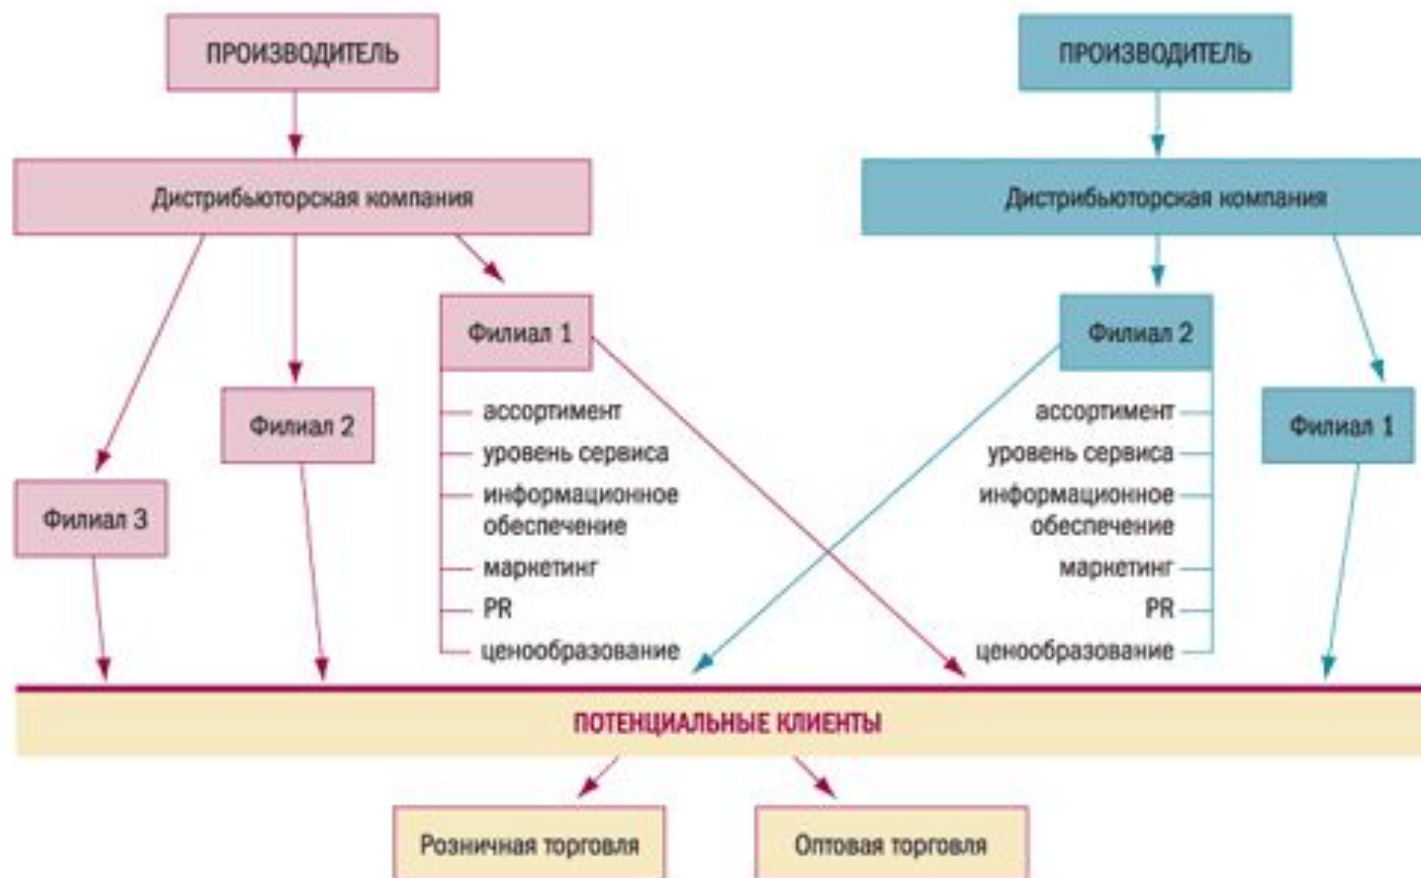 ПРОИЗВОДИТЕЛЬ
ПРОИЗВОДИТЕЛЬ
Дистрибьюторская компания
Дистрибьюторская компания
Филиал 1
Филиал 2
Филиал 3
ассортимент
уровень сервиса
информационное
обеспечение
маркетинг
PR
ценообразование
Филиал 2
Филиал 1
ассортимент
уровень сервиса
информационное
обеспечение
маркетинг
PR
ценообразование
ПОТЕНЦИАЛЬНЫЕ КЛИЕНТЫ
Розничная торговля
Оптовая торговля